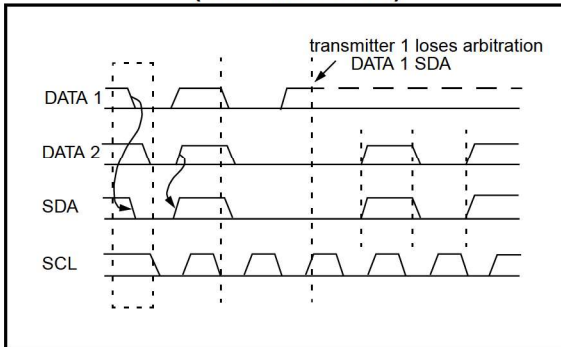 transmitter 1 loses arbitration
DATA 1 SDA
DATA 1
DATA 2
SDA
SCL